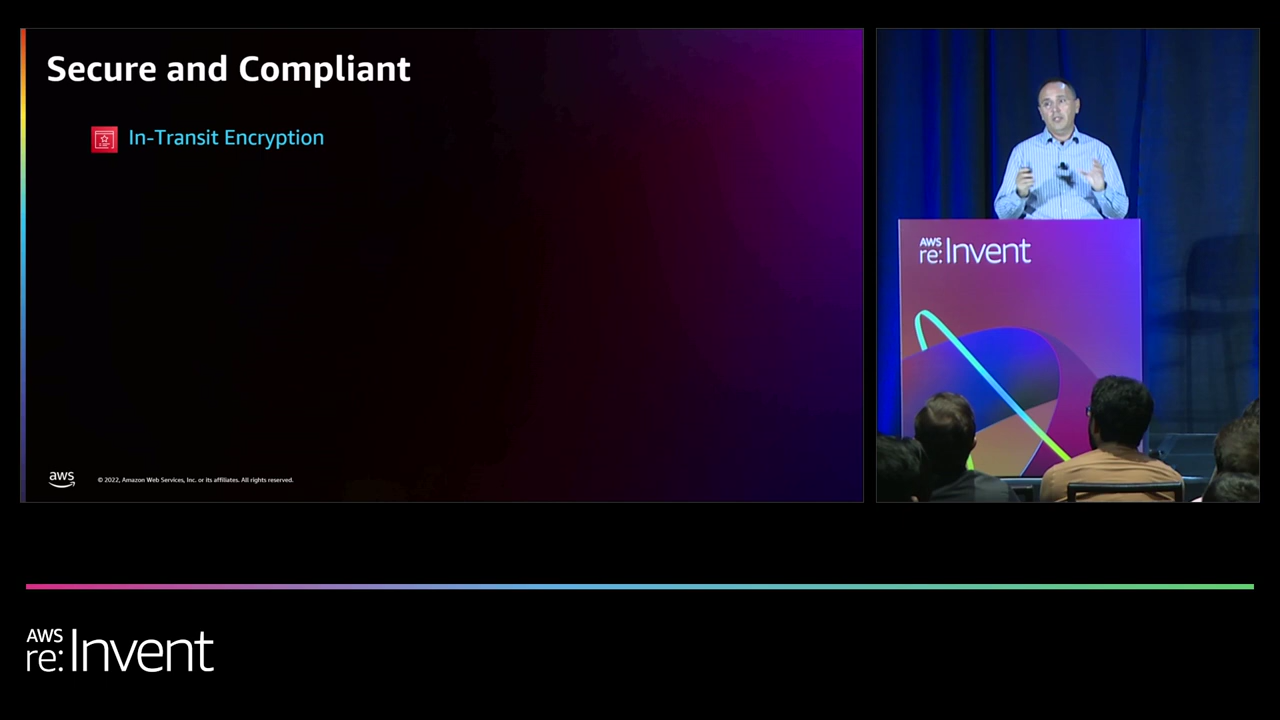 Secure and Compliant
In-Transit Encryption
aws
© 2022, Amazon Web Services, Inc. or its affiliates. All rights reserved.
AWS
re:Invent
AWS
re:Invent